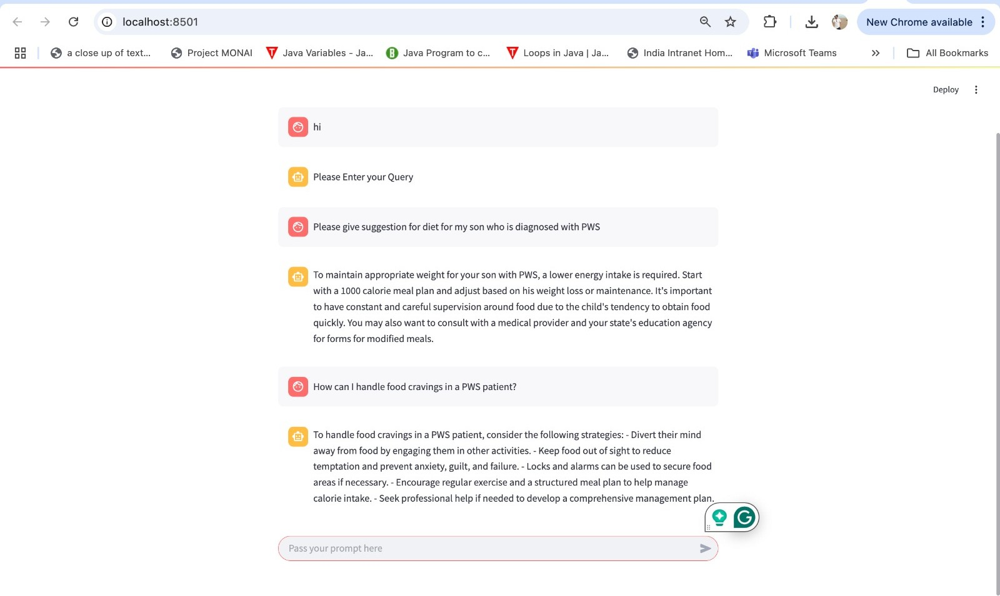 localhost:8501
New Chrome available
a close up of text...
Project MONAI
T
Java Variables - Ja...
B
Java Program to c...
T
Loops in Java | Ja...
India Intranet Hom...
Microsoft Teams
All Bookmarks
Deploy
hi
Please Enter your Query
Please give suggestion for diet for my son who is diagnosed with PWS
To maintain appropriate weight for your son with PWS, a lower energy intake is required. Start
with a 1000 calorie meal plan and adjust based on his weight loss or maintenance. It's important
to have constant and careful supervision around food due to the child's tendency to obtain food
quickly. You may also want to consult with a medical provider and your state's education agency
for forms for modified meals.
How can I handle food cravings in a PWS patient?
To handle food cravings in a PWS patient, consider the following strategies: - Divert their mind
away from food by engaging them in other activities. - Keep food out of sight to reduce
temptation and prevent anxiety, guilt, and failure. - Locks and alarms can be used to secure food
areas if necessary. - Encourage regular exercise and a structured meal plan to help manage
calorie intake. - Seek professional help if needed to develop a comprehensive management plan.
G
Pass your prompt here